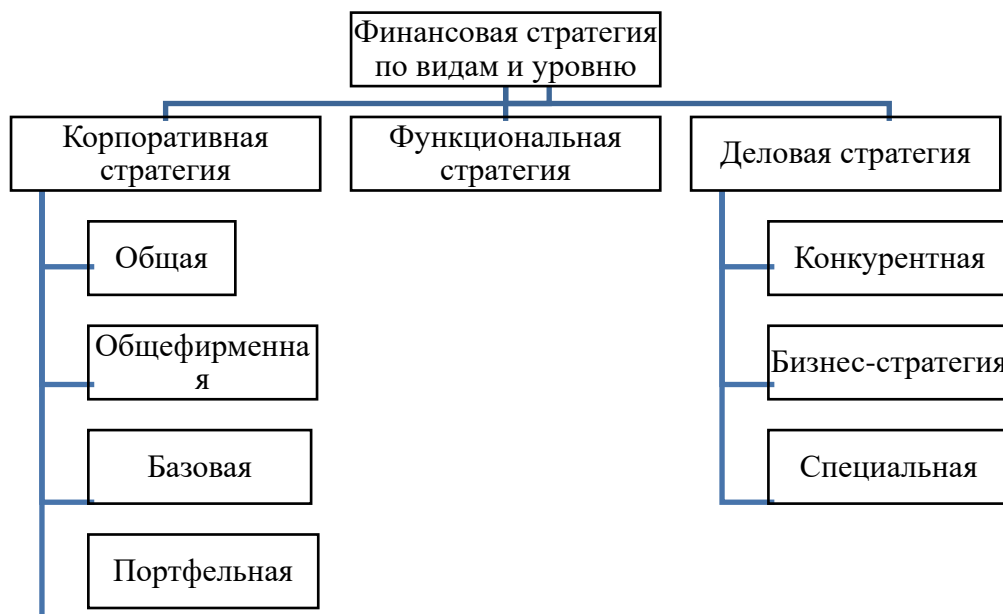 Финансовая стратегия
по видам и уровню
Корпоративная
стратегия
Функциональная
стратегия
Деловая стратегия
Общая
Общефирменна
я
Базовая
Портфельная
Конкурентная
Бизнес-стратегия
Специальная